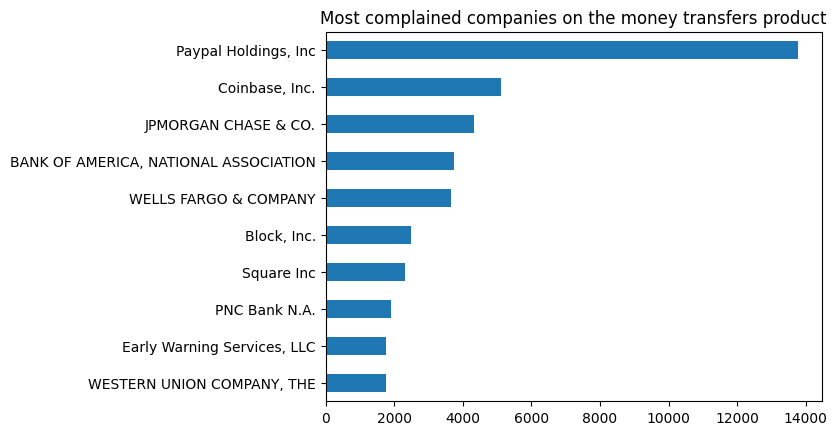 Most complained companies on the money transfers product
Paypal Holdings, Inc
Coinbase, Inc.
JPMORGAN CHASE & CO.
BANK OF AMERICA, NATIONAL ASSOCIATION
WELLS FARGO & COMPANY
Block, Inc.
Square Inc
PNC Bank N.A.
Early Warning Services, LLC
WESTERN UNION COMPANY, THE
0 2000 4000 6000 8000 10000 12000 14000